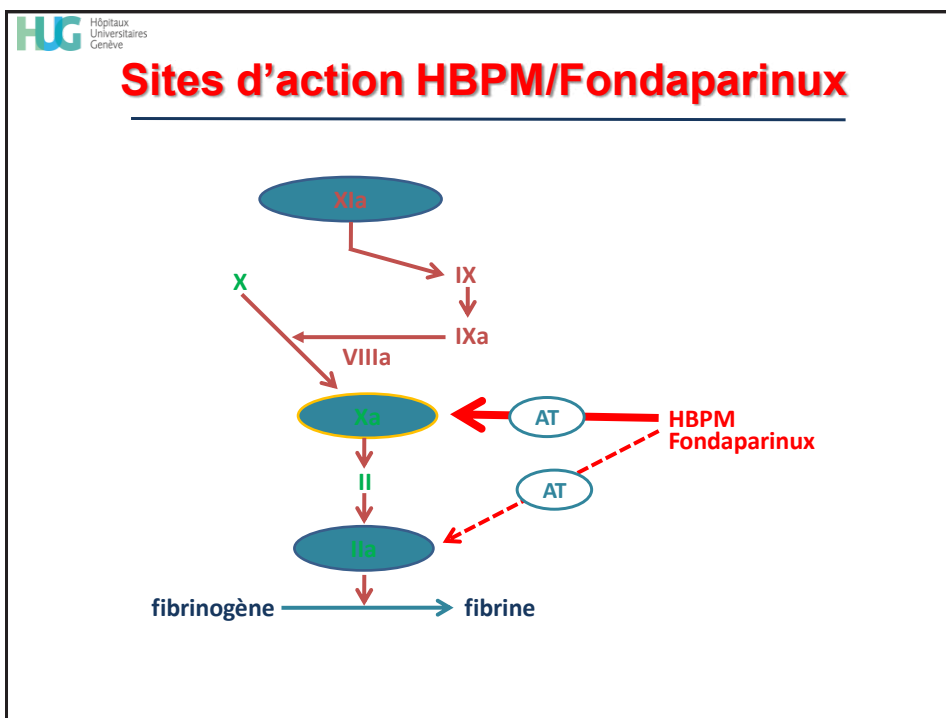 HUG
Hôpitaux
Universitaires
Genève
Sites d’action HBPM/Fondaparinux
XIa
IX
X
IXa
VIIIa
Xa
AT
HBPM
Fondaparinux
II
AT
IIa
fibrinogène
fibrine